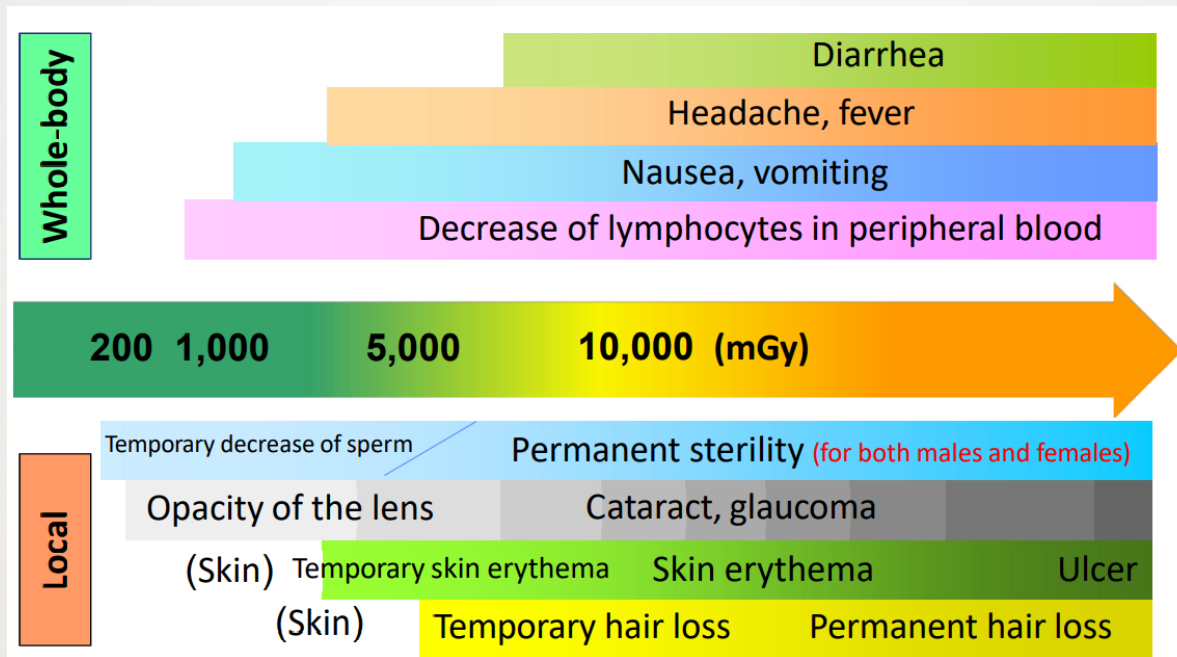 Whole-body
Diarrhea
Headache, fever
Nausea, vomiting
Decrease of lymphocytes in peripheral blood
200 1,000 5,000 10,000 (mGy)
Local
Temporary decrease of sperm Permanent sterility (for both males and females)
Opacity of the lens Cataract, glaucoma
(Skin) Temporary skin erythema Skin erythema Ulcer
(Skin) Temporary hair loss Permanent hair loss